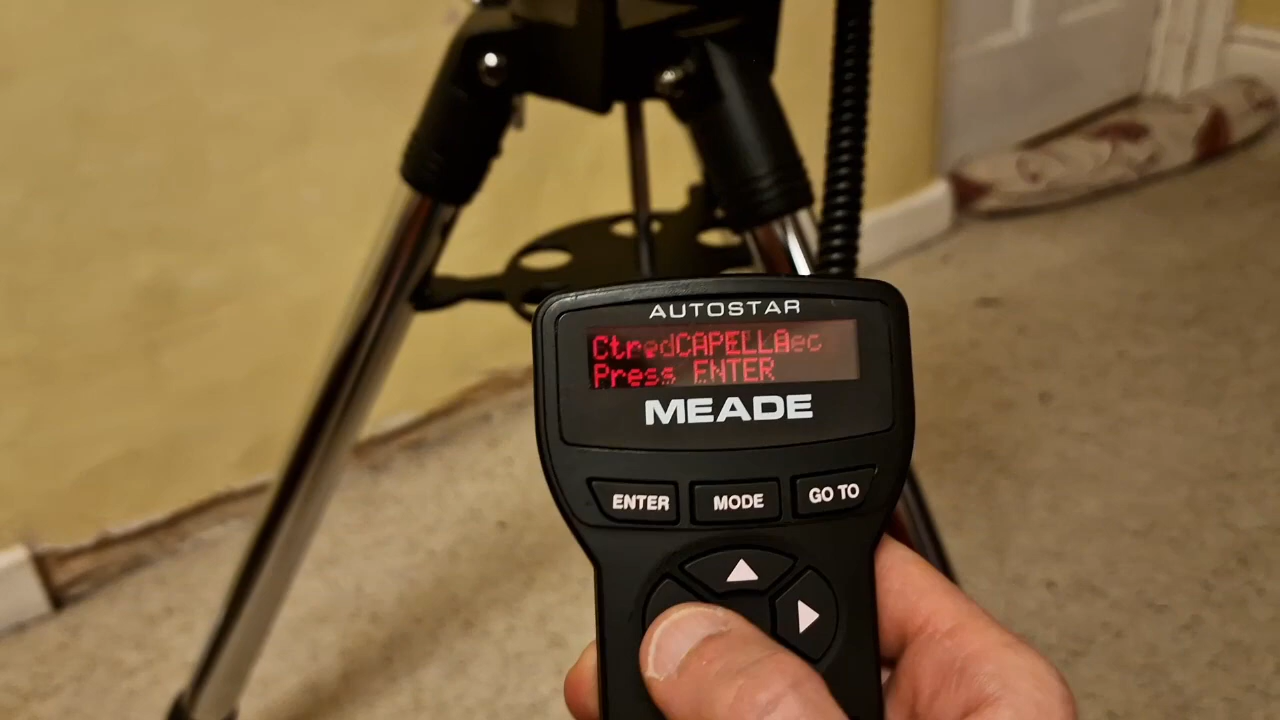 AUTOSTAR
CtredCAPELLAec
Press ENTER
MEADE
ENTER MODE GO TO